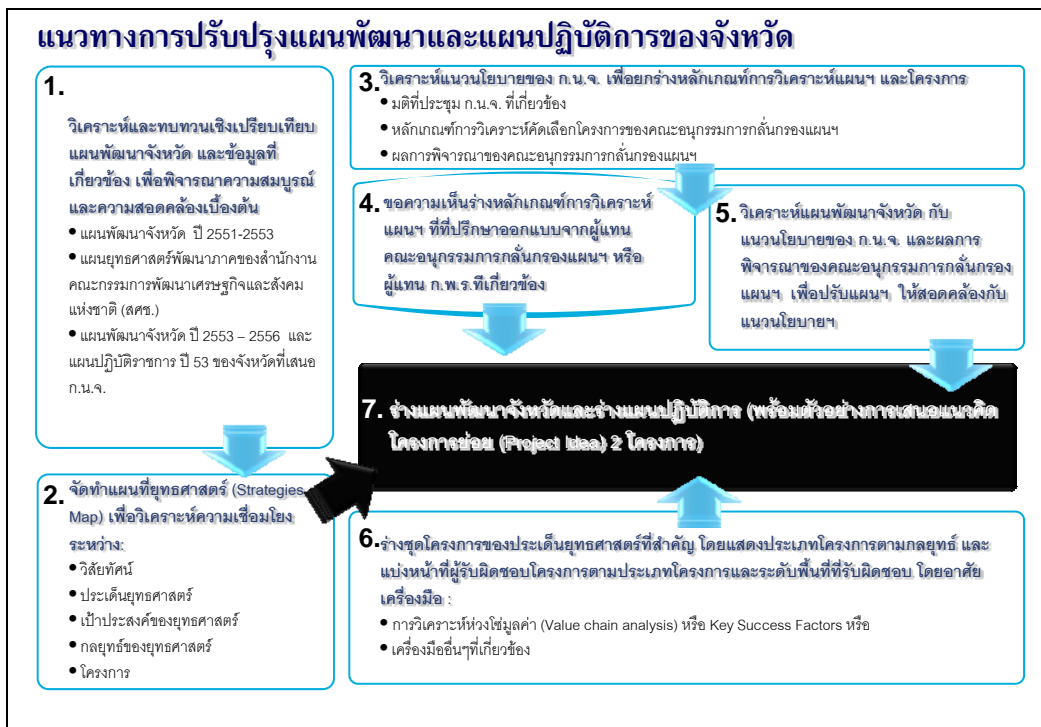 แนวทางการปรับปรุงแผนพัฒนาและแผนปฏิบัติการของจังหวัด
1.
วิเคราะห์และทบทวนเชิงเปรียบเทียบ
แผนพัฒนาจังหวัด และข้อมูลที่
เกี่ยวข้อง เพื่อพิจารณาความสมบูรณ์
และความสอดคล้องเบื้องต้น
• แผนพัฒนาจังหวัด ปี 2551-2553
• แผนยุทธศาสตร์พัฒนาภาคของสำนักงาน
คณะกรรมการพัฒนาเศรษฐกิจและสังคม
แห่งชาติ (สศช.)
• แผนพัฒนาจังหวัด ปี 2553 – 2556 และ
แผนปฏิบัติราชการ ปี 53 ของจังหวัดที่เสนอ
ก.น.จ.
2. จัดทำแผนที่ยุทธศาสตร์ (Strategies
Map) เพื่อวิเคราะห์ความเชื่อมโยง
ระหว่าง:
• วิสัยทัศน์
• ประเด็นยุทธศาสตร์
• เป้าประสงค์ของยุทธศาสตร์
• กลยุทธ์ของยุทธศาสตร์
• โครงการ
3. วิเคราะห์แนวนโยบายของ ก.น.จ. เพื่อยกร่างหลักเกณฑ์การวิเคราะห์แผนฯ และโครงการ
• มติที่ประชุม ก.น.จ. ที่เกี่ยวข้อง
• หลักเกณฑ์การวิเคราะห์คัดเลือกโครงการของคณะอนุกรรมการกลั่นกรองแผนฯ
• ผลการพิจารณาของคณะอนุกรรมการกลั่นกรองแผนฯ
4. ขอความเห็นร่างหลักเกณฑ์การวิเคราะห์
แผนฯ ที่ที่ปรึกษาออกแบบจากผู้แทน
คณะอนุกรรมการกลั่นกรองแผนฯ หรือ
ผู้แทน ก.พ.ร.ที่เกี่ยวข้อง
5. วิเคราะห์แผนพัฒนาจังหวัด กับ
แนวนโยบายของ ก.น.จ. และผลการ
พิจารณาของคณะอนุกรรมการกลั่นกรอง
แผนฯ เพื่อปรับแผนฯ ให้สอดคล้องกับ
แนวนโยบายฯ
7. ร่างแผนพัฒนาจังหวัดและร่างแผนปฏิบัติการ (พร้อมตัวอย่างการเสนอแนวคิด
โครงการย่อย (Project Idea) 2 โครงการ)
6. ร่างชุดโครงการของประเด็นยุทธศาสตร์ที่สำคัญ โดยแสดงประเภทโครงการตามกลยุทธ์ และ
แบ่งหน้าที่ผู้รับผิดชอบโครงการตามประเภทโครงการและระดับพื้นที่ที่รับผิดชอบ โดยอาศัย
เครื่องมือ :
• การวิเคราะห์ห่วงโซ่มูลค่า (Value chain analysis) หรือ Key Success Factors หรือ
• เครื่องมืออื่นๆที่เกี่ยวข้อง